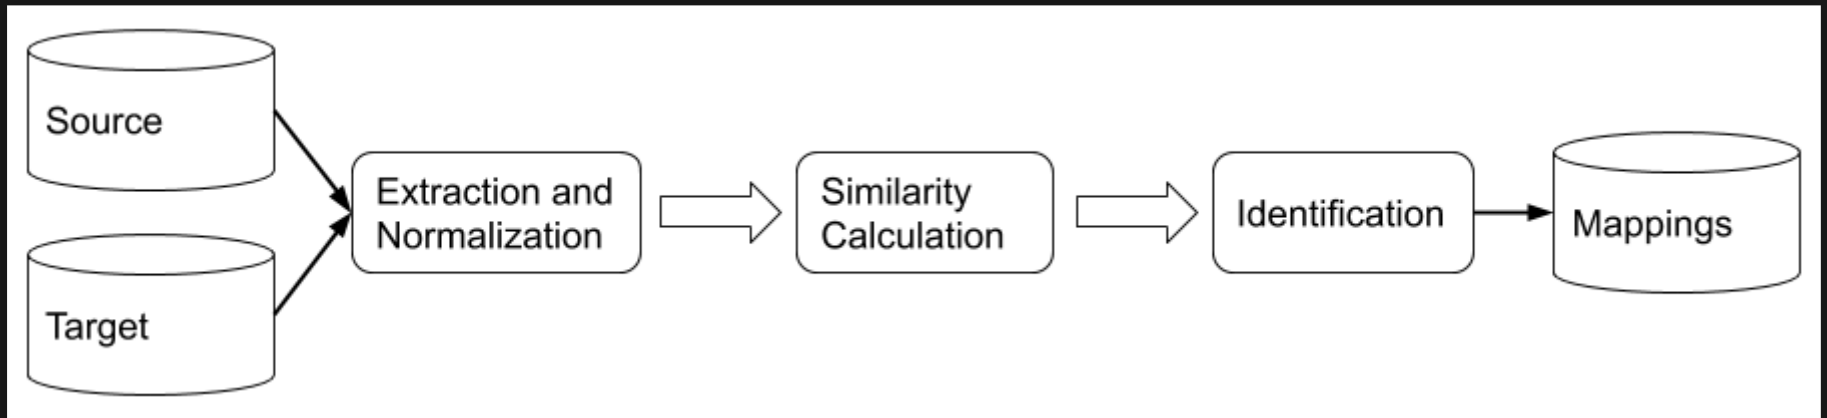 Source
Target
Extraction and
Normalization
Similarity
Calculation
Identification
Mappings